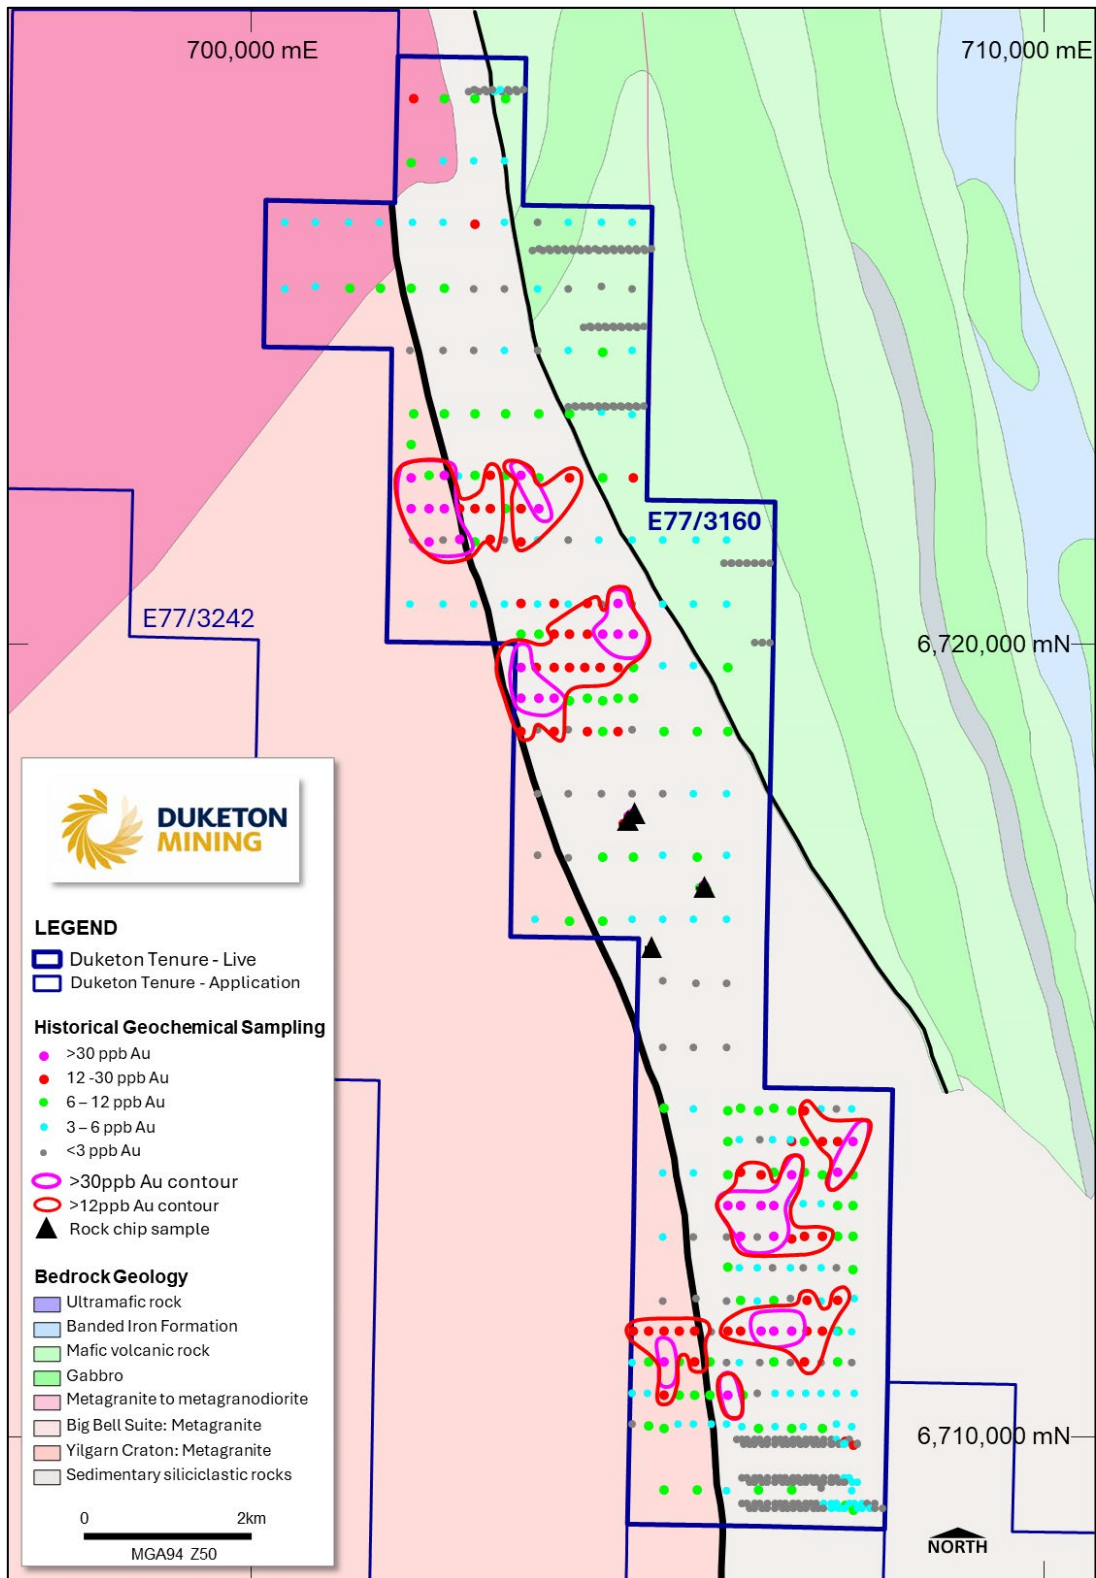 700,000 mE
710,000 mE
E77/3160
E77/3242
6,720,000 mN
DUKETON
MINING
LEGEND
Duketon Tenure - Live
Duketon Tenure - Application
Historical Geochemical Sampling
>30 ppb Au
12 -30 ppb Au
6 – 12 ppb Au
3 – 6 ppb Au
<3 ppb Au
>30ppb Au contour
>12ppb Au contour
Rock chip sample
Bedrock Geology
Ultramafic rock
Banded Iron Formation
Mafic volcanic rock
Gabbro
Metagranite to metagranodiorite
Big Bell Suite: Metagranite
Yilgarn Craton: Metagranite
Sedimentary siliciclastic rocks
0 2km
MGA94 Z50
6,710,000 mN
NORTH